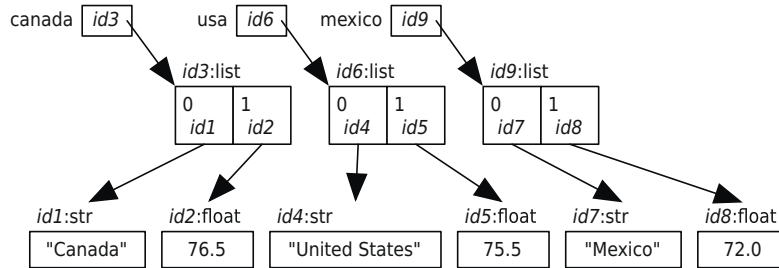 canada id3 usa id6 mexico id9
id3:list id6:list id9:list
0 1 0 1 0 1
id1 id2 id4 id5 id7 id8
id1:str id2:float id4:str id5:float id7:str id8:float
"Canada" 76.5 "United States" 75.5 "Mexico" 72.0